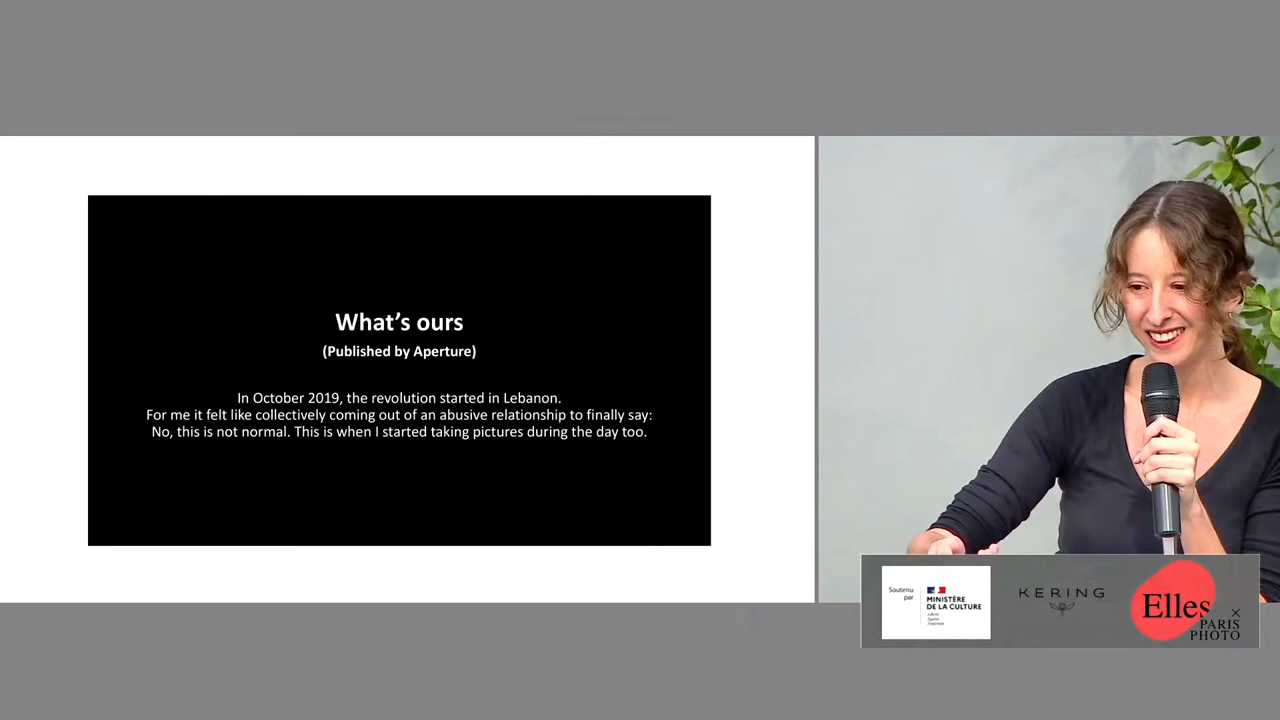 What's ours
(Published by Aperture)
In October 2019, the revolution started in Lebanon.
For me it felt like collectively coming out of an abusive relationship to finally say:
No, this is not normal. This is when I started taking pictures during the day too.
Soutenu
par
MINISTÈRE
DE LA CULTURE
KERING
Elles ×
PARIS
PHOTO